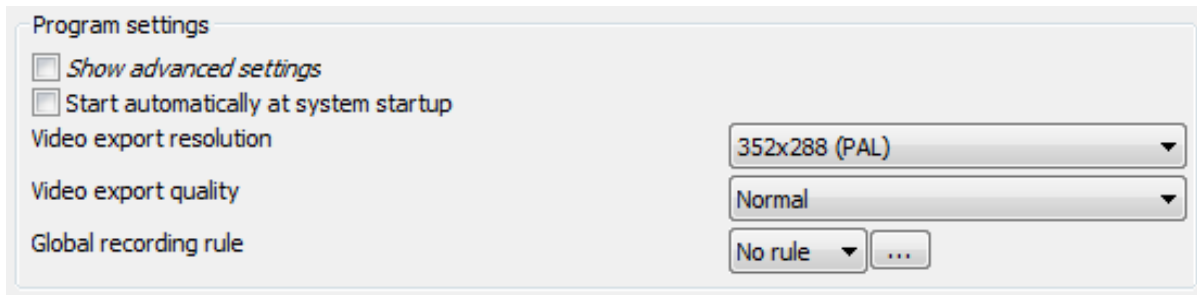 Program settings
Show advanced settings
Start automatically at system startup
Video export resolution 352x288 (PAL)
Video export quality Normal
Global recording rule No rule ...